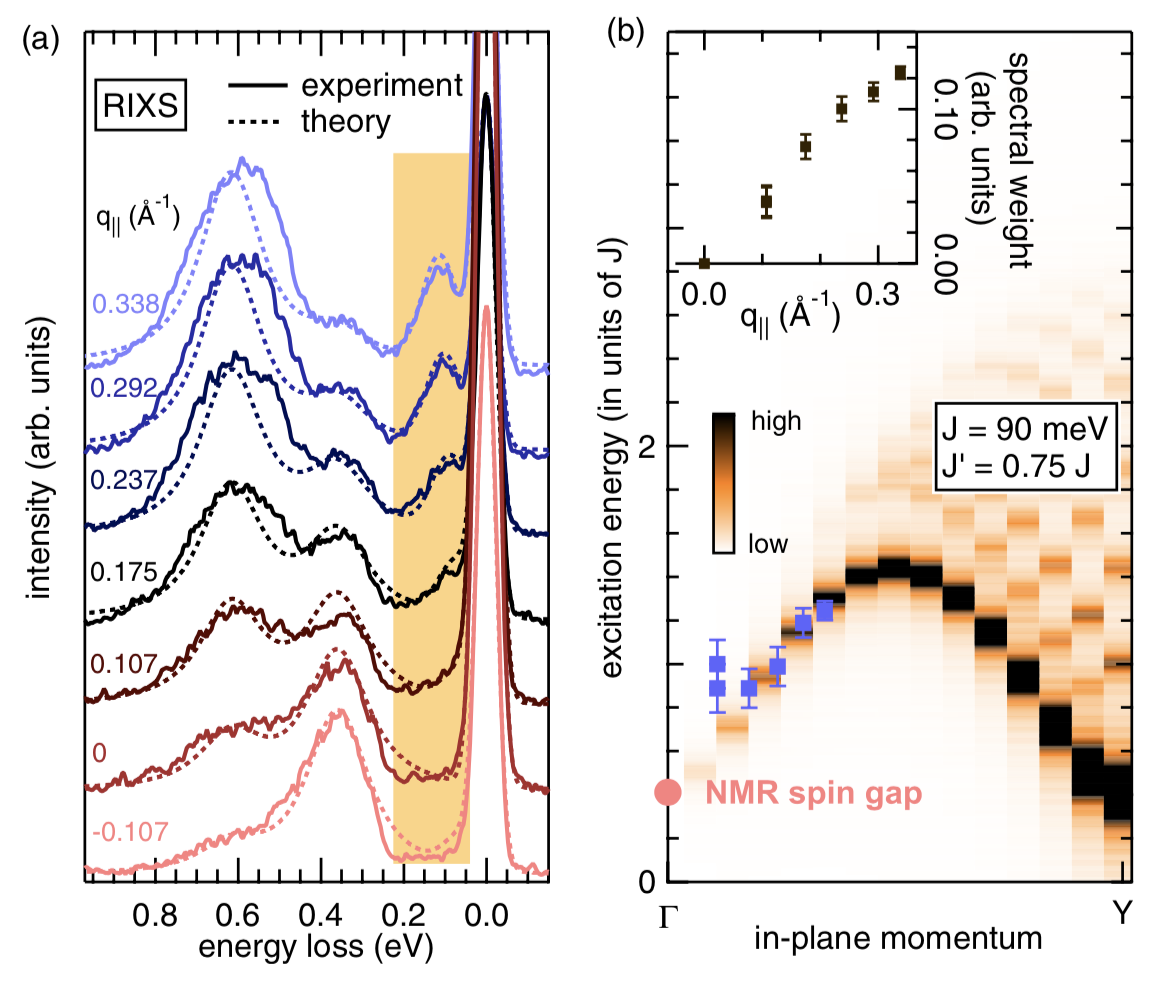 (a)
RIXS
experiment
theory
q|| (Å-1)
0.338
0.292
0.237
0.175
0.107
0
-0.107
intensity (arb. units)
0.8 0.6 0.4 0.2 0.0
energy loss (eV)
(b)
spectral weight
(arb. units)
0.10
0.00
0.0 0.3
q|| (Å-1)
excitation energy (in units of J)
2
0
high
low
J = 90 meV
J' = 0.75 J
NMR spin gap
Γ Y
in-plane momentum